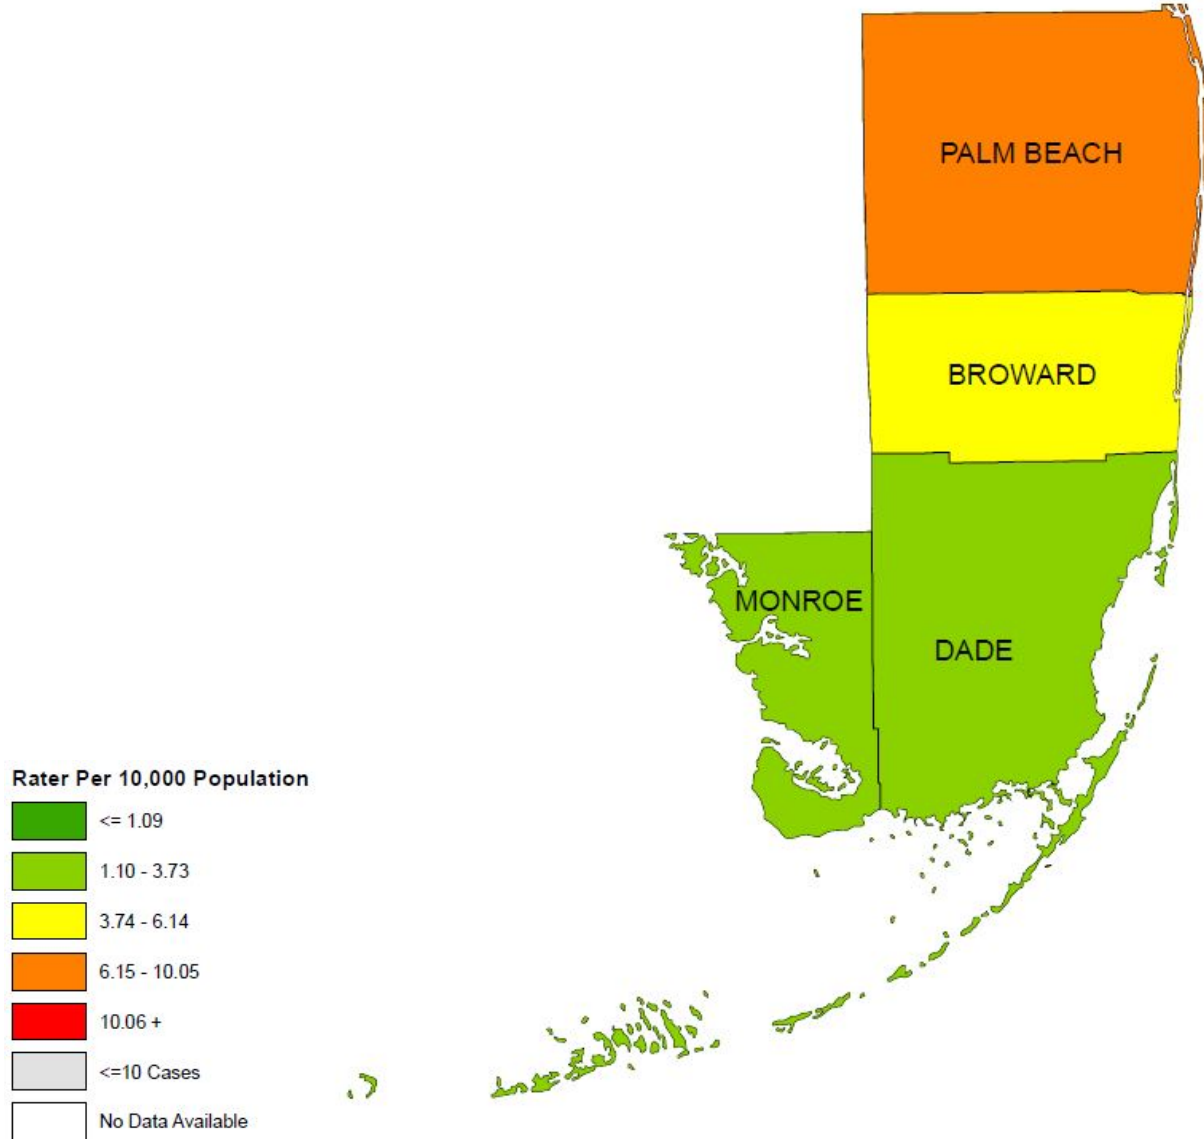 PALM BEACH
BROWARD
MONROE
DADE
Rater Per 10,000 Population
<= 1.09
1.10 - 3.73
3.74 - 6.14
6.15 - 10.05
10.06 +
<=10 Cases
No Data Available